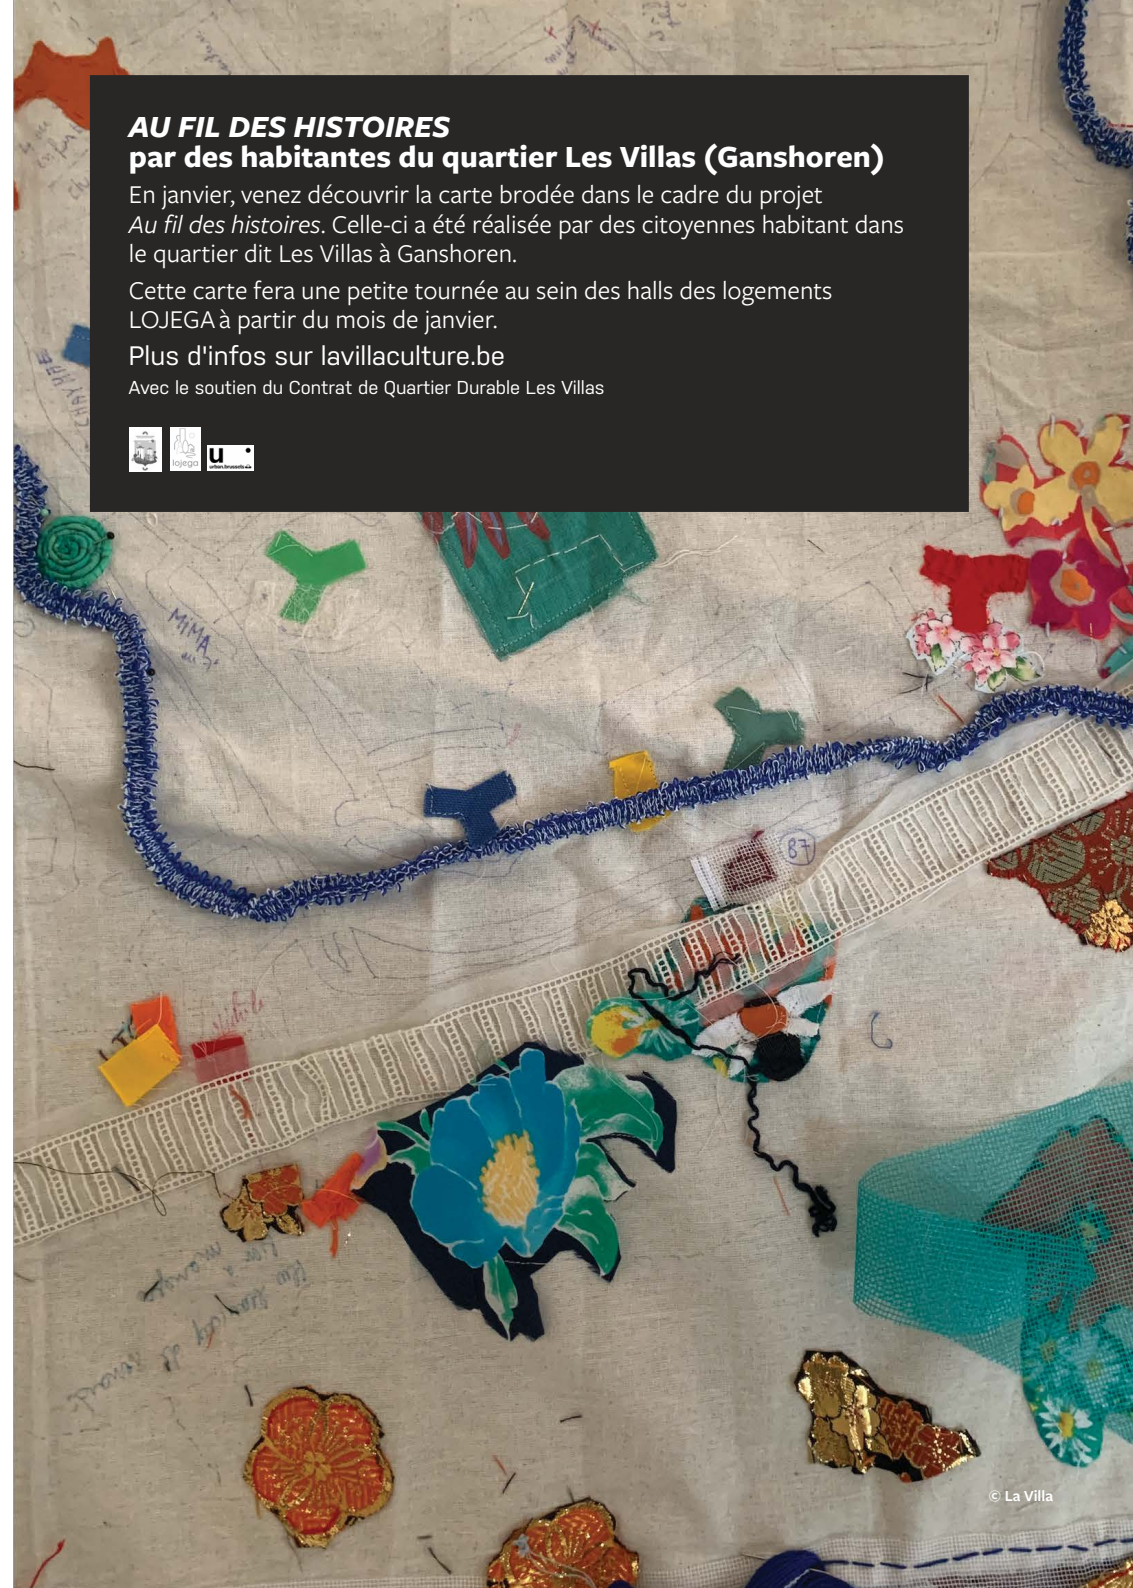 AU FIL DES HISTOIRES
par des habitantes du quartier Les Villas (Ganshoren)
En janvier, venez découvrir la carte brodée dans le cadre du projet
Au fil des histoires. Celle-ci a été réalisée par des citoyennes habitant dans
le quartier dit Les Villas à Ganshoren.
Cette carte fera une petite tournée au sein des halls des logements
LOJEGA à partir du mois de janvier.
Plus d'infos sur lavillaculture.be
Avec le soutien du Contrat de Quartier Durable Les Villas
lojega
u
urban.brussels
MIMA
B7
© La Villa